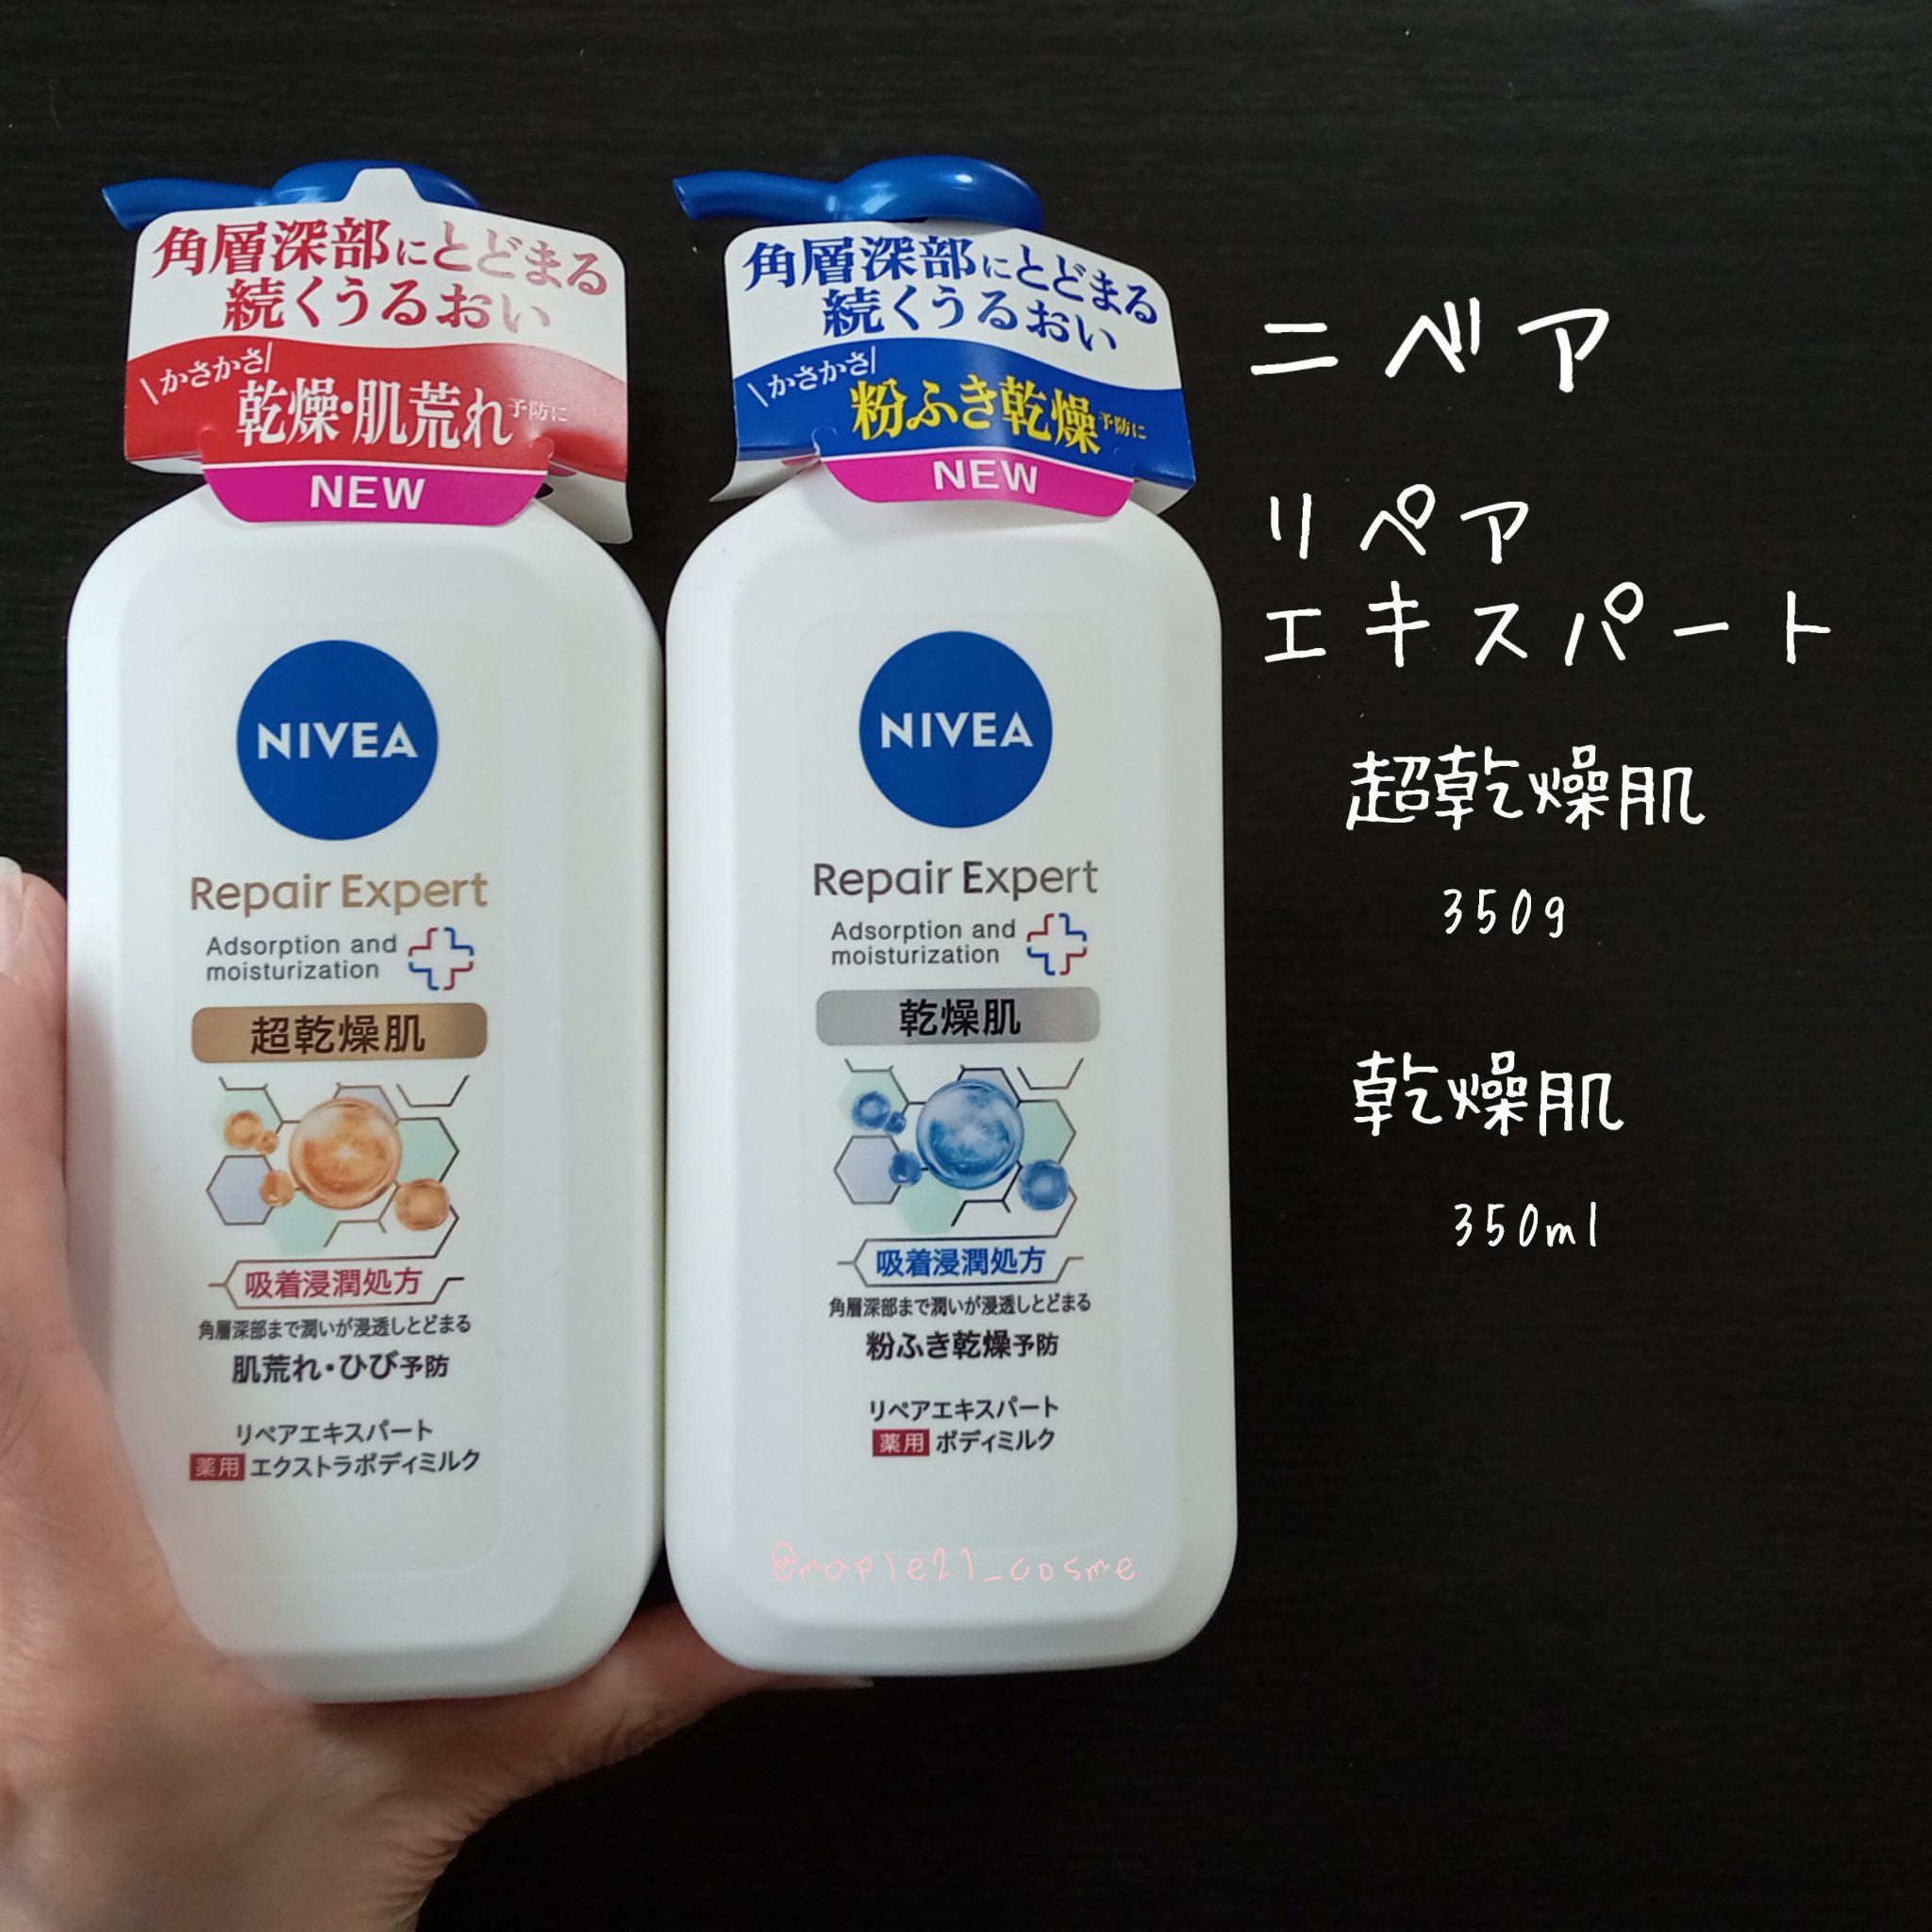 角層深部にとどまる
続くうるおい
\かさかさ/
乾燥・肌荒れ予防に
NEW
NIVEA
Repair Expert
Adsorption and
moisturization
超乾燥肌
吸着浸潤処方
角層深部まで潤いが浸透しとどまる
肌荒れ・ひび予防
リペアエキスパート
薬用 エクストラボディミルク
角層深部にとどまる
続くうるおい
\かさかさ/
粉ふき乾燥予防に
NEW
NIVEA
Repair Expert
Adsorption and
moisturization
乾燥肌
吸着浸潤処方
角層深部まで潤いが浸透しとどまる
粉ふき乾燥予防
リペアエキスパート
薬用 ボディミルク
@maple21_cosme
ニベア
リペア
エキスパート
超乾燥肌
350g
乾燥肌
350ml